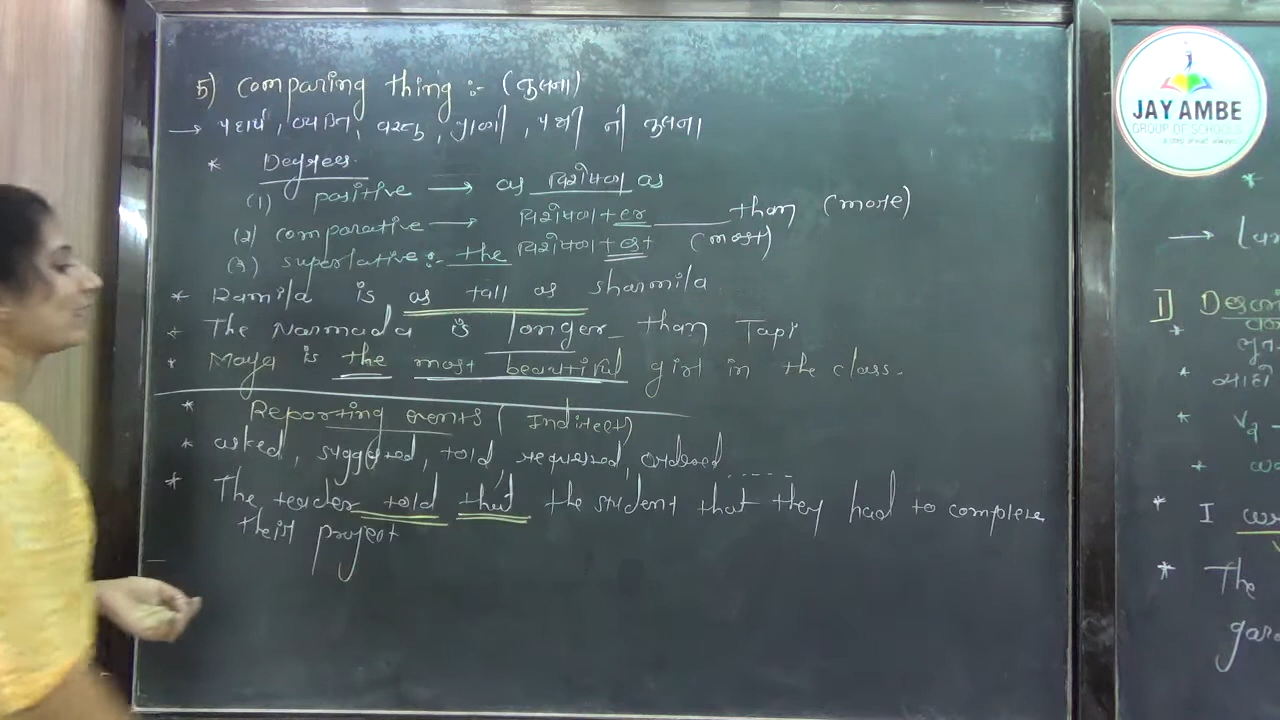 5) Comparing thing :- (તુલના)
→ પદાર્થ, વ્યક્તિ, વસ્તુ, પ્રાણી, પક્ષી ની તુલના
* Degrees.
(1) positive → as વિશેષણ as
(2) comparative → વિશેષણ + er ____ than (more)
(3) superlative :- the વિશેષણ + est (most)
* Ramila is as tall as sharmila
* The Narmada is longer than Tapi
* Maya is the most beautiful girl in the class.
* Reporting events (Indirect)
* asked, suggested, told, requested, ordered -----
* The teacher told that the student that they had to complete
their project
JAY AMBE
GROUP OF SCHOOLS
→
I]
*
*
*
*
* I
* The